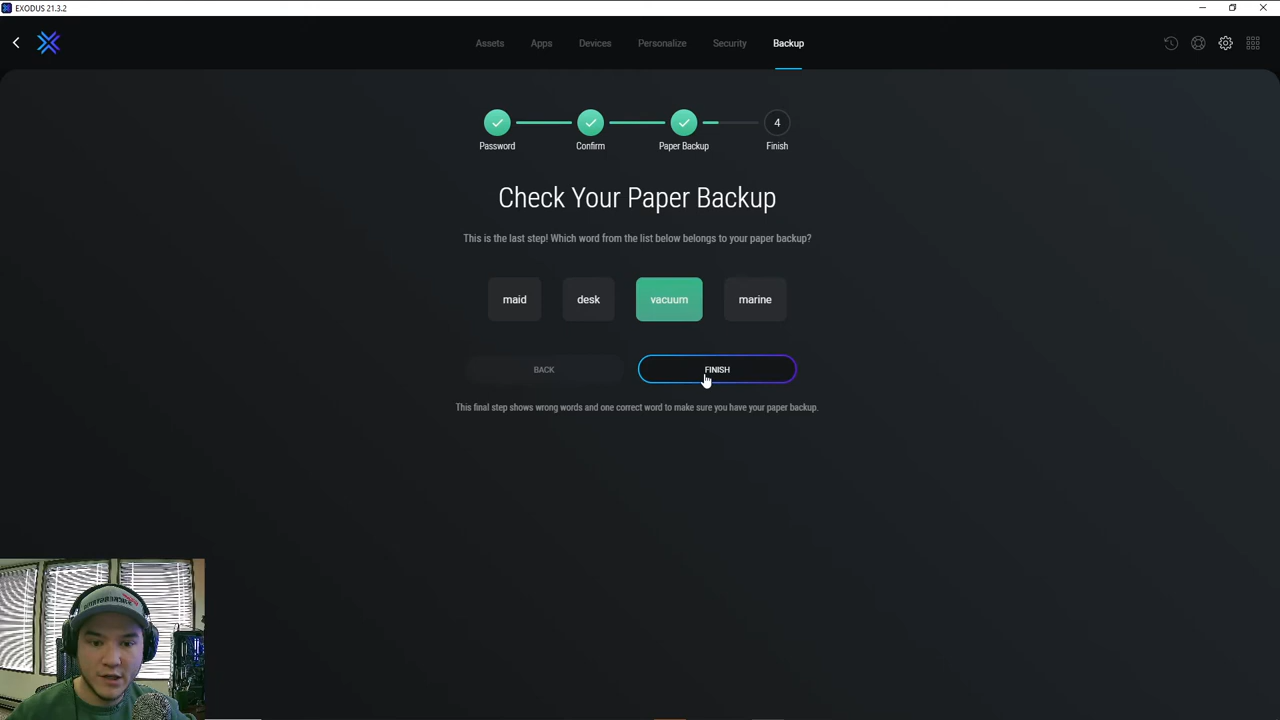 EXODUS 21.3.2
Assets Apps Devices Personalize Security Backup
4
Password Confirm Paper Backup Finish
Check Your Paper Backup
This is the last step! Which word from the list below belongs to your paper backup?
maid desk vacuum marine
BACK FINISH
This final step shows wrong words and one correct word to make sure you have your paper backup.